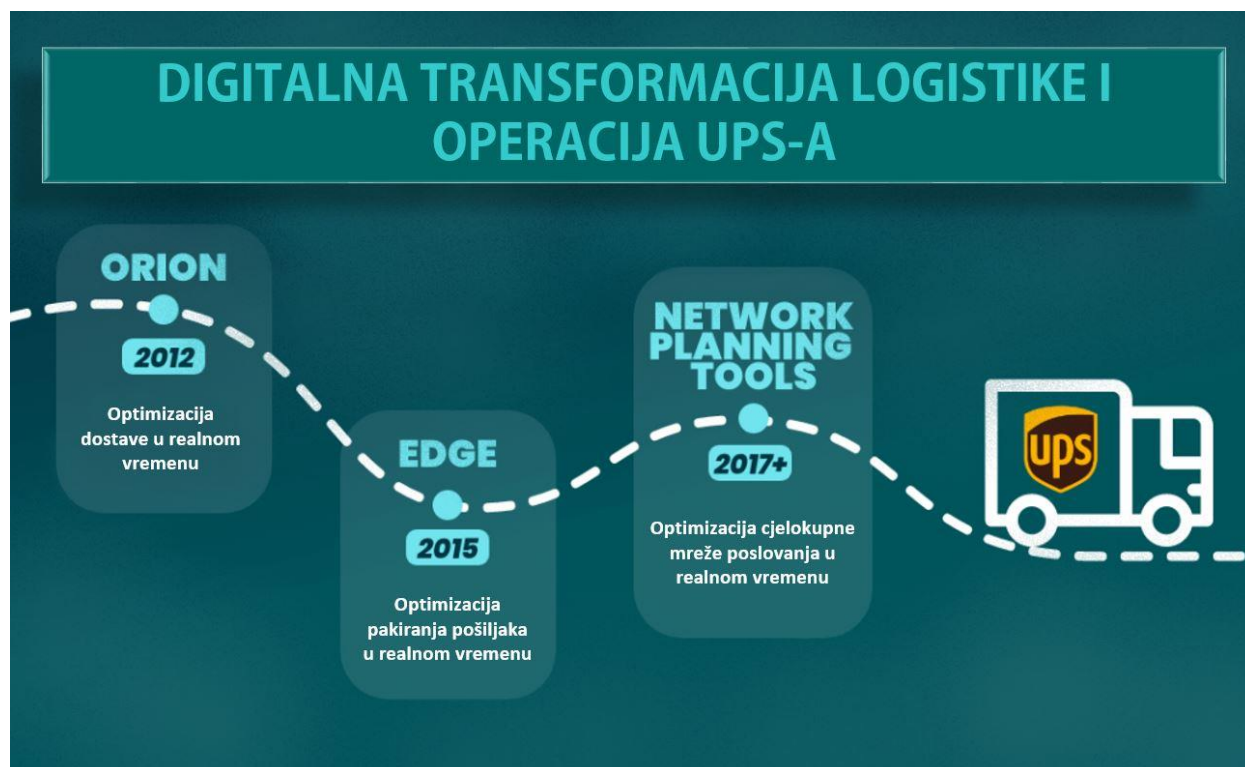 DIGITALNA TRANSFORMACIJA LOGISTIKE I
OPERACIJA UPS-A
ORION
2012
Optimizacija
dostave u realnom
vremenu
EDGE
2015
Optimizacija
pakiranja pošiljaka
u realnom vremenu
NETWORK
PLANNING
TOOLS
2017+
Optimizacija cjelokupne
mreže poslovanja u
realnom vremenu
ups